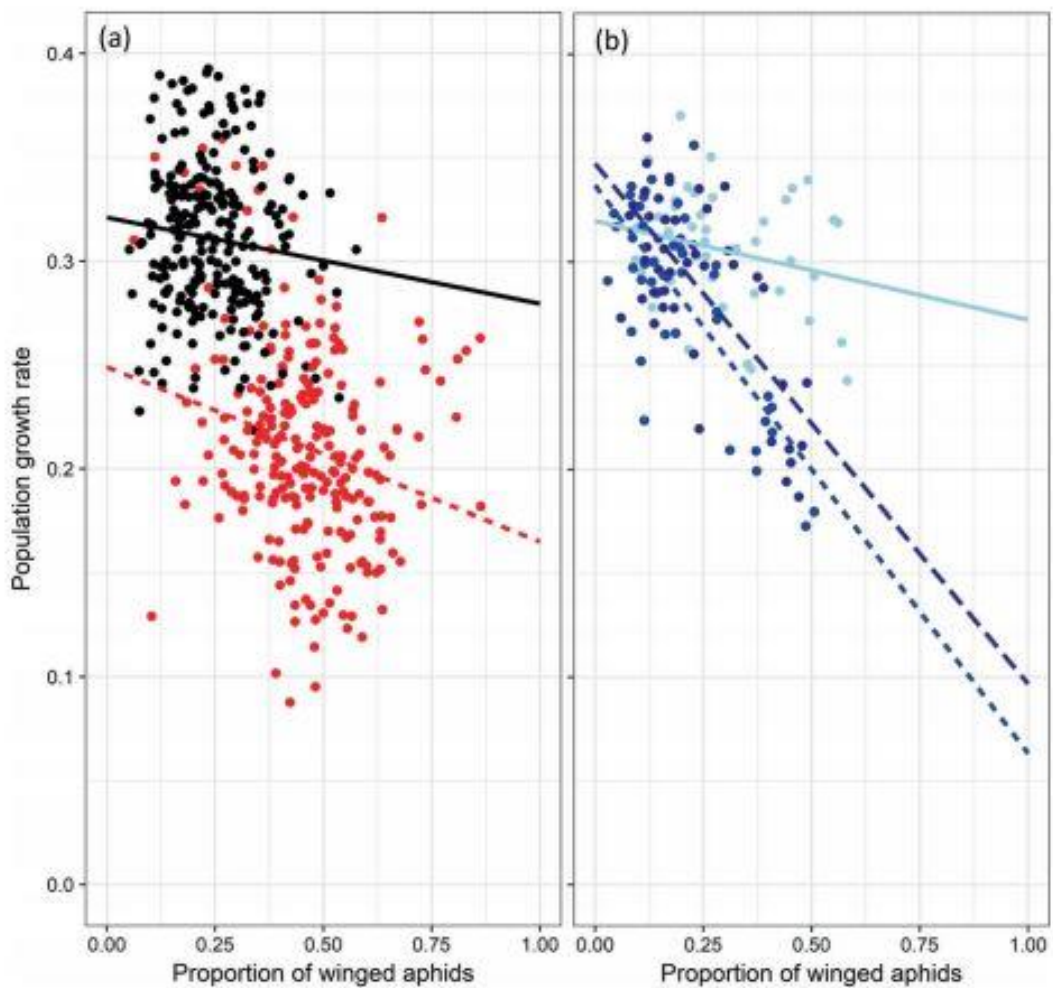 (a)
(b)
Population growth rate
0.4
0.3
0.2
0.1
0.0
0.00 0.25 0.50 0.75 1.00
0.00 0.25 0.50 0.75 1.00
Proportion of winged aphids
Proportion of winged aphids